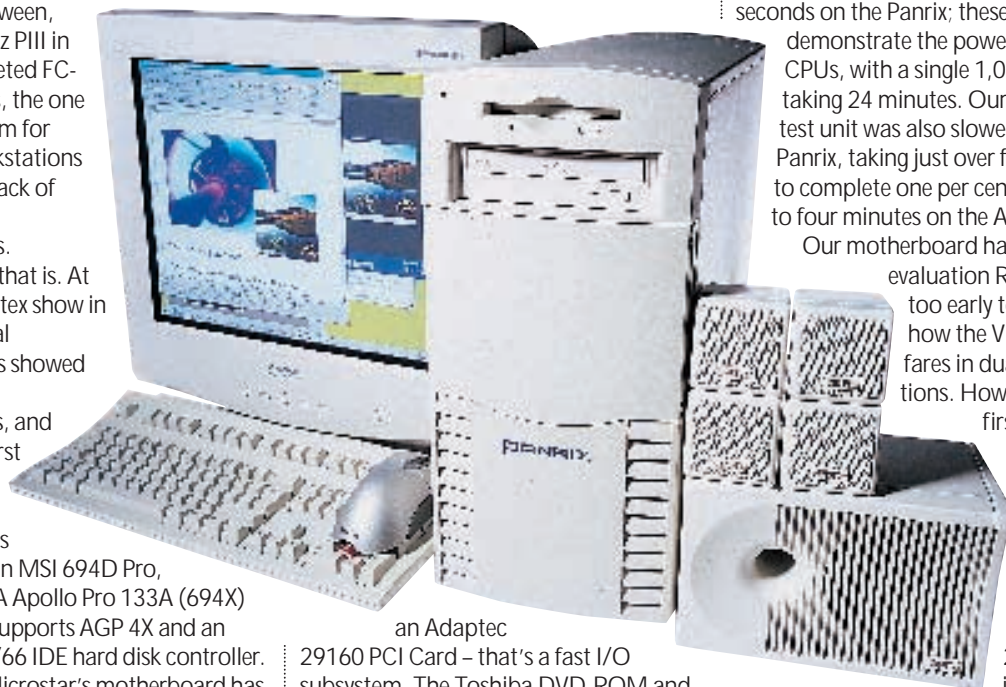 ween,
z PIII in
eted FC-
, the one
m for
kstations
ack of
s.
that is. At
tex show in
al
s showed
s, and
rst
s
n MSI 694D Pro,
A Apollo Pro 133A (694X)
upports AGP 4X and an
/66 IDE hard disk controller.
Microstar's motherboard has
an Adaptec
29160 PCI Card – that's a fast I/O
subsystem. The Toshiba DVD-ROM and
seconds on the Panrix; these
demonstrate the powe
CPUs, with a single 1,0
taking 24 minutes. Our
test unit was also slowe
Panrix, taking just over f
to complete one per cen
to four minutes on the A
Our motherboard ha
evaluation R
too early t
how the V
fares in dua
tions. How
firs
PANRIX